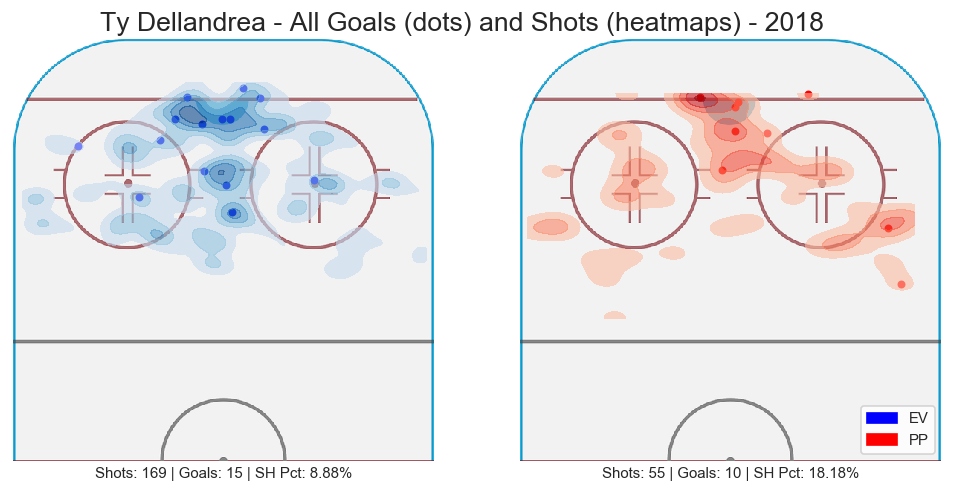 Ty Dellandrea - All Goals (dots) and Shots (heatmaps) - 2018
EV
PP
Shots: 169 | Goals: 15 | SH Pct: 8.88%
Shots: 55 | Goals: 10 | SH Pct: 18.18%